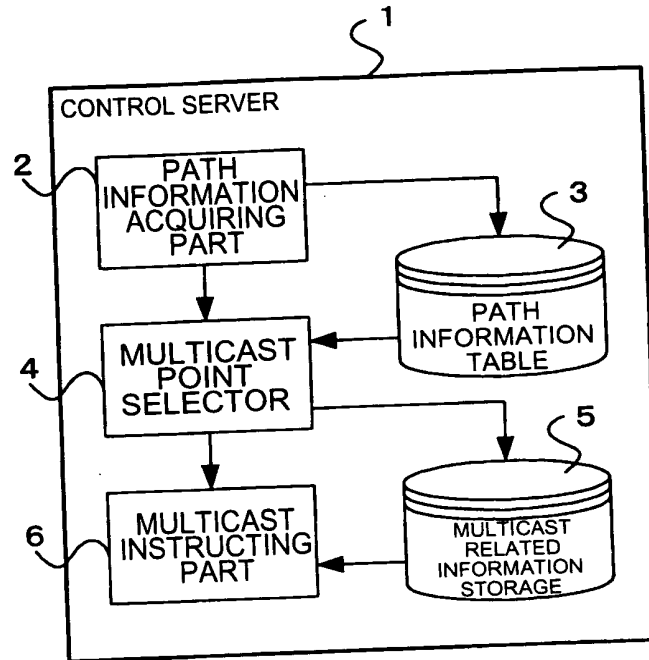 1
CONTROL SERVER
2
PATH
INFORMATION
ACQUIRING
PART
3
PATH
INFORMATION
TABLE
4
MULTICAST
POINT
SELECTOR
5
MULTICAST
RELATED
INFORMATION
STORAGE
6
MULTICAST
INSTRUCTING
PART